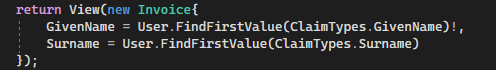 return View(new Invoice{
GivenName = User.FindFirstValue(ClaimTypes.GivenName)!,
Surname = User.FindFirstValue(ClaimTypes.Surname)
});